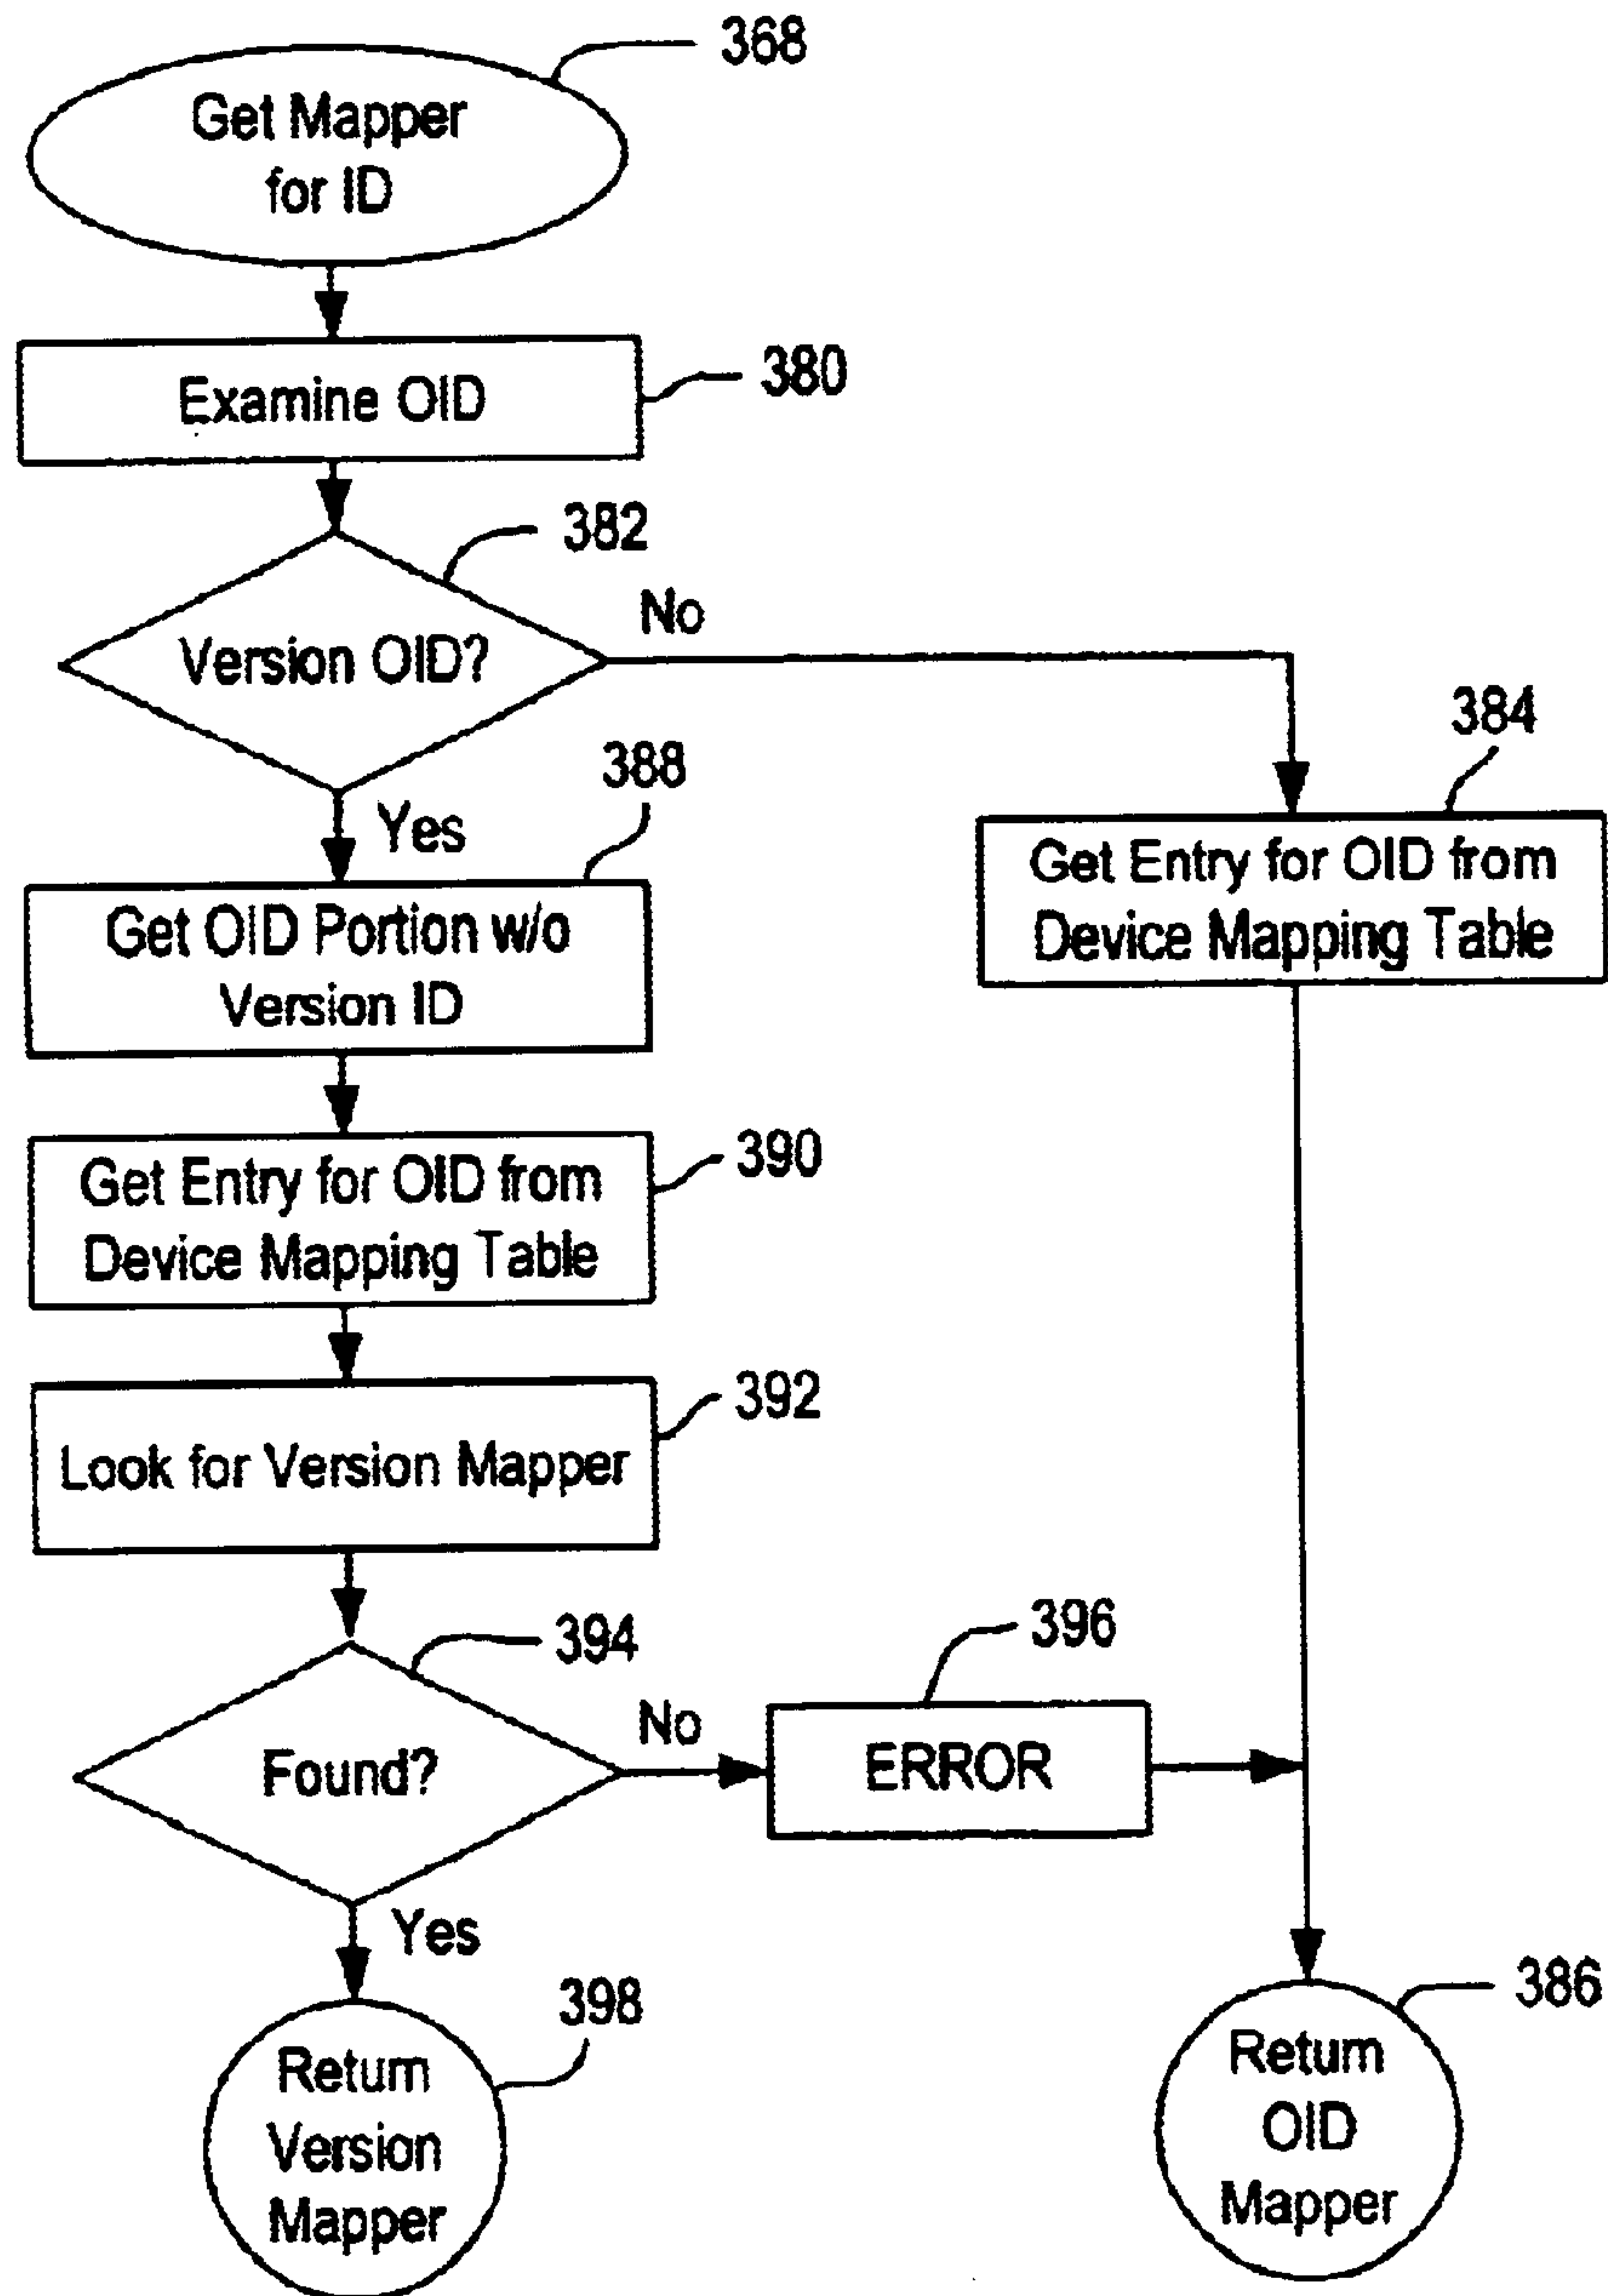 368
Get Mapper
for ID
380
Examine OID
382
Version OID?
No
384
388
Yes
Get Entry for OID from
Device Mapping Table
Get OID Portion w/o
Version ID
390
Get Entry for OID from
Device Mapping Table
392
Look for Version Mapper
394
396
No
Found?
ERROR
Yes
398
386
Return
Version
Mapper
Return
OID
Mapper